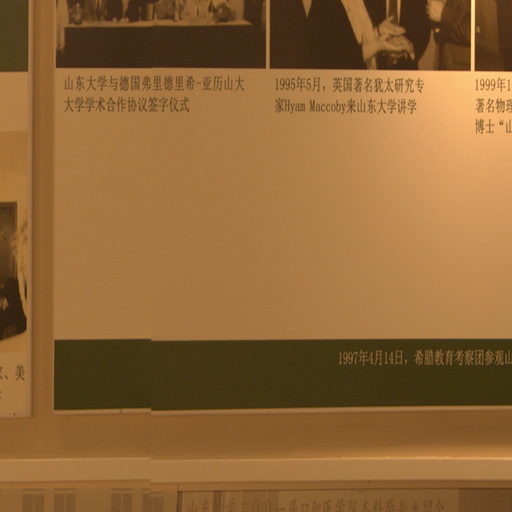 山东大学与德国弗里德里希-亚历山大
大学学术合作协议签字仪式
1995年5月，英国著名犹太研究专
家Hyam Maccoby来山东大学讲学
1999年1
著名物理
博士“山
、美
1997年4月14日，希腊教育考察团参观山